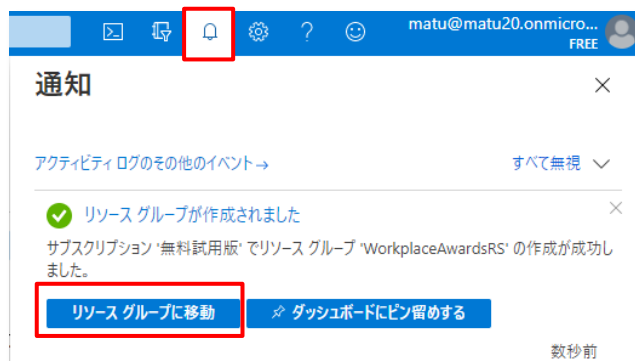 matu@matu20.onmicro...
FREE
通知
アクティビティ ログのその他のイベント→
すべて無視
リソース グループが作成されました
サブスクリプション '無料試用版' でリソース グループ 'WorkplaceAwardsRS' の作成が成功し
ました。
リソース グループに移動
ダッシュボードにピン留めする
数秒前